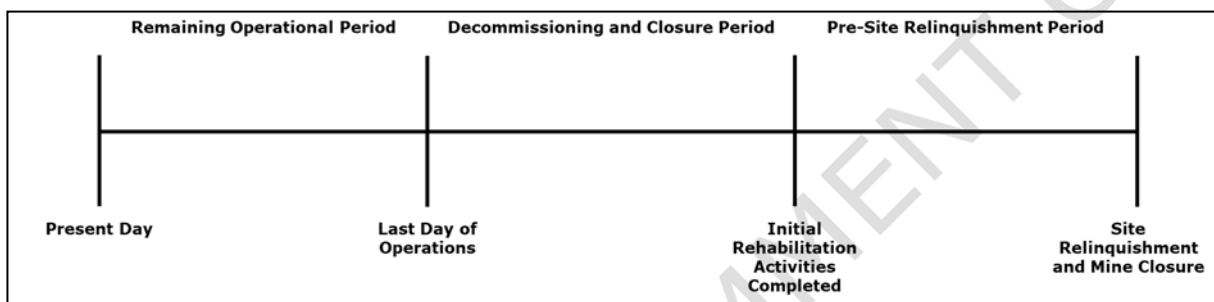 Remaining Operational Period
Decommissioning and Closure Period
Pre-Site Relinquishment Period
Present Day
Last Day of
Operations
Initial
Rehabilitation
Activities
Completed
Site
Relinquishment
and Mine Closure